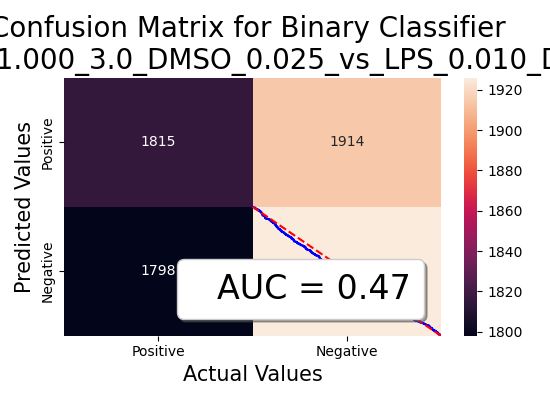 Confusion Matrix for Binary Classifier
1.000_3.0_DMSO_0.025_vs_LPS_0.010_D
Predicted Values
Positive
Negative
1815
1914
1798
AUC = 0.47
Positive
Negative
Actual Values
1920
1900
1880
1860
1840
1820
1800